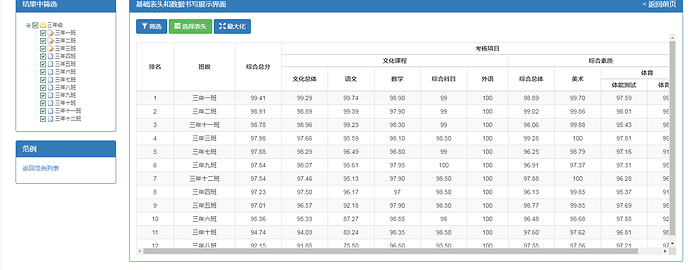 结果中筛选
三年级
三年一班
三年二班
三年三班
三年四班
三年五班
三年六班
三年七班
三年八班
三年九班
三年十班
三年十一班
三年十二班
范例
返回范例列表
基础表头和数据书写展示界面
< 返回前页
筛选 选择表头 最大化
考核项目
排名 班级 综合总分 文化课程 综合素质
文化总体 语文 数学 综合科目 外语 综合总体 美术 体育
体能测试 体育
1 三年一班 99.41 99.29 99.74 98.90 99 100 98.89 99.70 97.59
2 三年二班 98.91 98.89 99.39 97.90 99 100 99.02 99.86 98.01
3 三年十一班 98.78 98.96 99.23 98.30 99 100 98.06 99.88 95.43
4 三年三班 97.98 97.66 95.59 98.10 98.50 100 99.28 100 97.81
5 三年七班 97.88 98.29 96.49 98.80 99 100 96.25 98.79 97.16
6 三年九班 97.84 98.07 95.61 97.95 100 100 96.91 97.37 97.31
7 三年十二班 97.54 97.46 95.13 97.90 98.50 100 97.88 100 96.28
8 三年四班 97.23 97.50 96.17 97 98.50 100 96.13 99.85 95.37
9 三年五班 97.01 96.57 92.18 97.90 98.50 100 98.77 99.85 97.69
10 三年六班 95.36 95.33 87.27 98.55 98 100 96.48 98.68 97.85
11 三年十班 94.74 94.03 83.24 98.35 98.50 100 97.60 97.62 96.81
12 三年八班 92.15 91.85 75.50 96.50 93.50 100 97.35 97.56 97.21